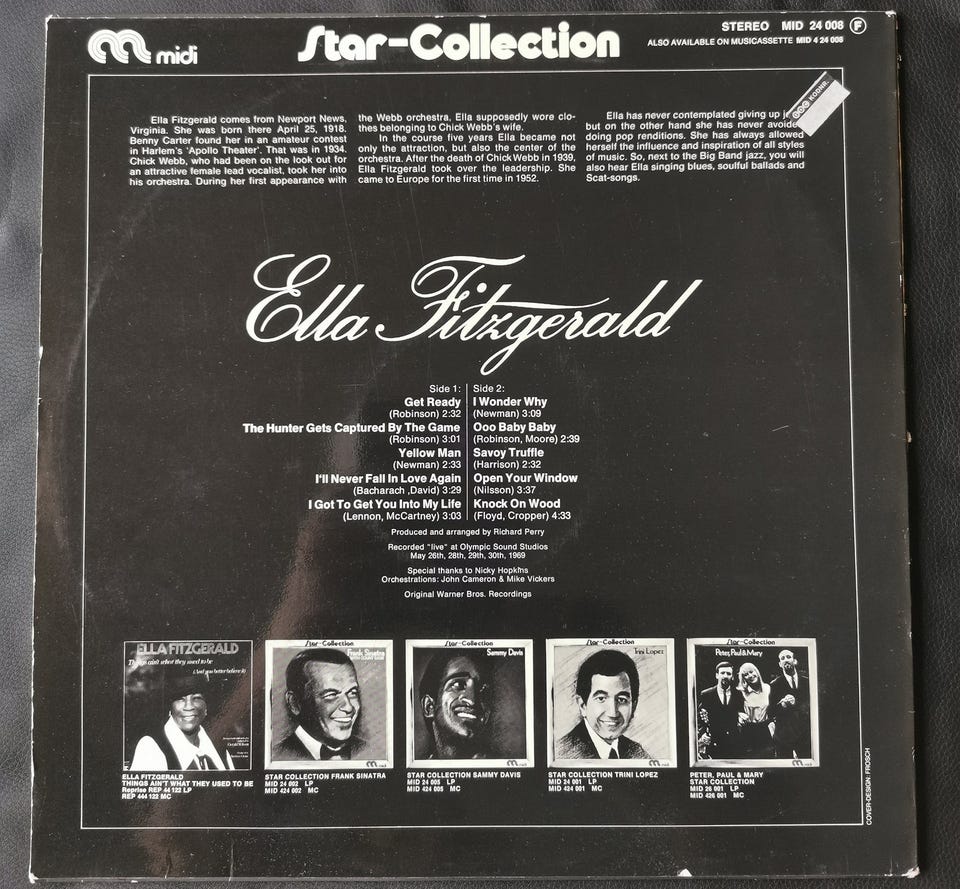 midi
Star-Collection
STEREO MID 24 008 F
ALSO AVAILABLE ON MUSICASSETTE MID 4 24 008
KODNR.
Ella Fitzgerald comes from Newport News,
Virginia. She was born there April 25, 1918.
Benny Carter found her in an amateur contest
in Harlem's 'Apollo Theater'. That was in 1934.
Chick Webb, who had been on the look out for
an attractive female lead vocalist, took her into
his orchestra. During her first appearance with
the Webb orchestra, Ella supposedly wore clo-
thes belonging to Chick Webb's wife.
In the course five years Ella became not
only the attraction, but also the center of the
orchestra. After the death of Chick Webb in 1939,
Ella Fitzgerald took over the leadership. She
came to Europe for the first time in 1952.
Ella has never contemplated giving up
but on the other hand she has never
doing pop renditions. She has always allowed
herself the influence and inspiration of all styles
of music. So, next to the Big Band jazz, you will
also hear Ella singing blues, soulful ballads and
Scat-songs.
Ella Fitzgerald
Side 1:
Get Ready
(Robinson) 2:32
The Hunter Gets Captured By The Game
(Robinson) 3:01
Yellow Man
(Newman) 2:33
I'll Never Fall In Love Again
(Bacharach ,David) 3:29
I Got To Get You Into My Life
(Lennon, McCartney) 3:03
Side 2:
I Wonder Why
(Newman) 3:09
Ooo Baby Baby
(Robinson, Moore) 2:39
Savoy Truffle
(Harrison) 2:32
Open Your Window
(Nilsson) 3:37
Knock On Wood
(Floyd, Cropper) 4:33
Produced and arranged by Richard Perry
Recorded "live" at Olympic Sound Studios
May 26th, 28th, 29th, 30th, 1969
Special thanks to Nicky Hopkins
Orchestrations: John Cameron & Mike Vickers
Original Warner Bros. Recordings
ELLA FITZGERALD
Things ain't what they used to be
(And you better believe it)
Star-Collection
Frank Sinatra
Star-Collection
Sammy Davis
Star-Collection
Trini Lopez
Star-Collection
Peter, Paul & Mary
ELLA FITZGERALD
THINGS AIN'T WHAT THEY USED TO BE
Reprise REP 44 122 LP
REP 444 122 MC
STAR COLLECTION FRANK SINATRA
MID 24 002 LP
MID 424 002 MC
STAR COLLECTION SAMMY DAVIS
MID 24 005 LP
MID 424 005 MC
STAR COLLECTION TRINI LOPEZ
MID 24 001 LP
MID 424 001 MC
PETER, PAUL & MARY
STAR COLLECTION
MID 26 001 LP
MID 426 001 MC
COVER-DESIGN: FROSCH